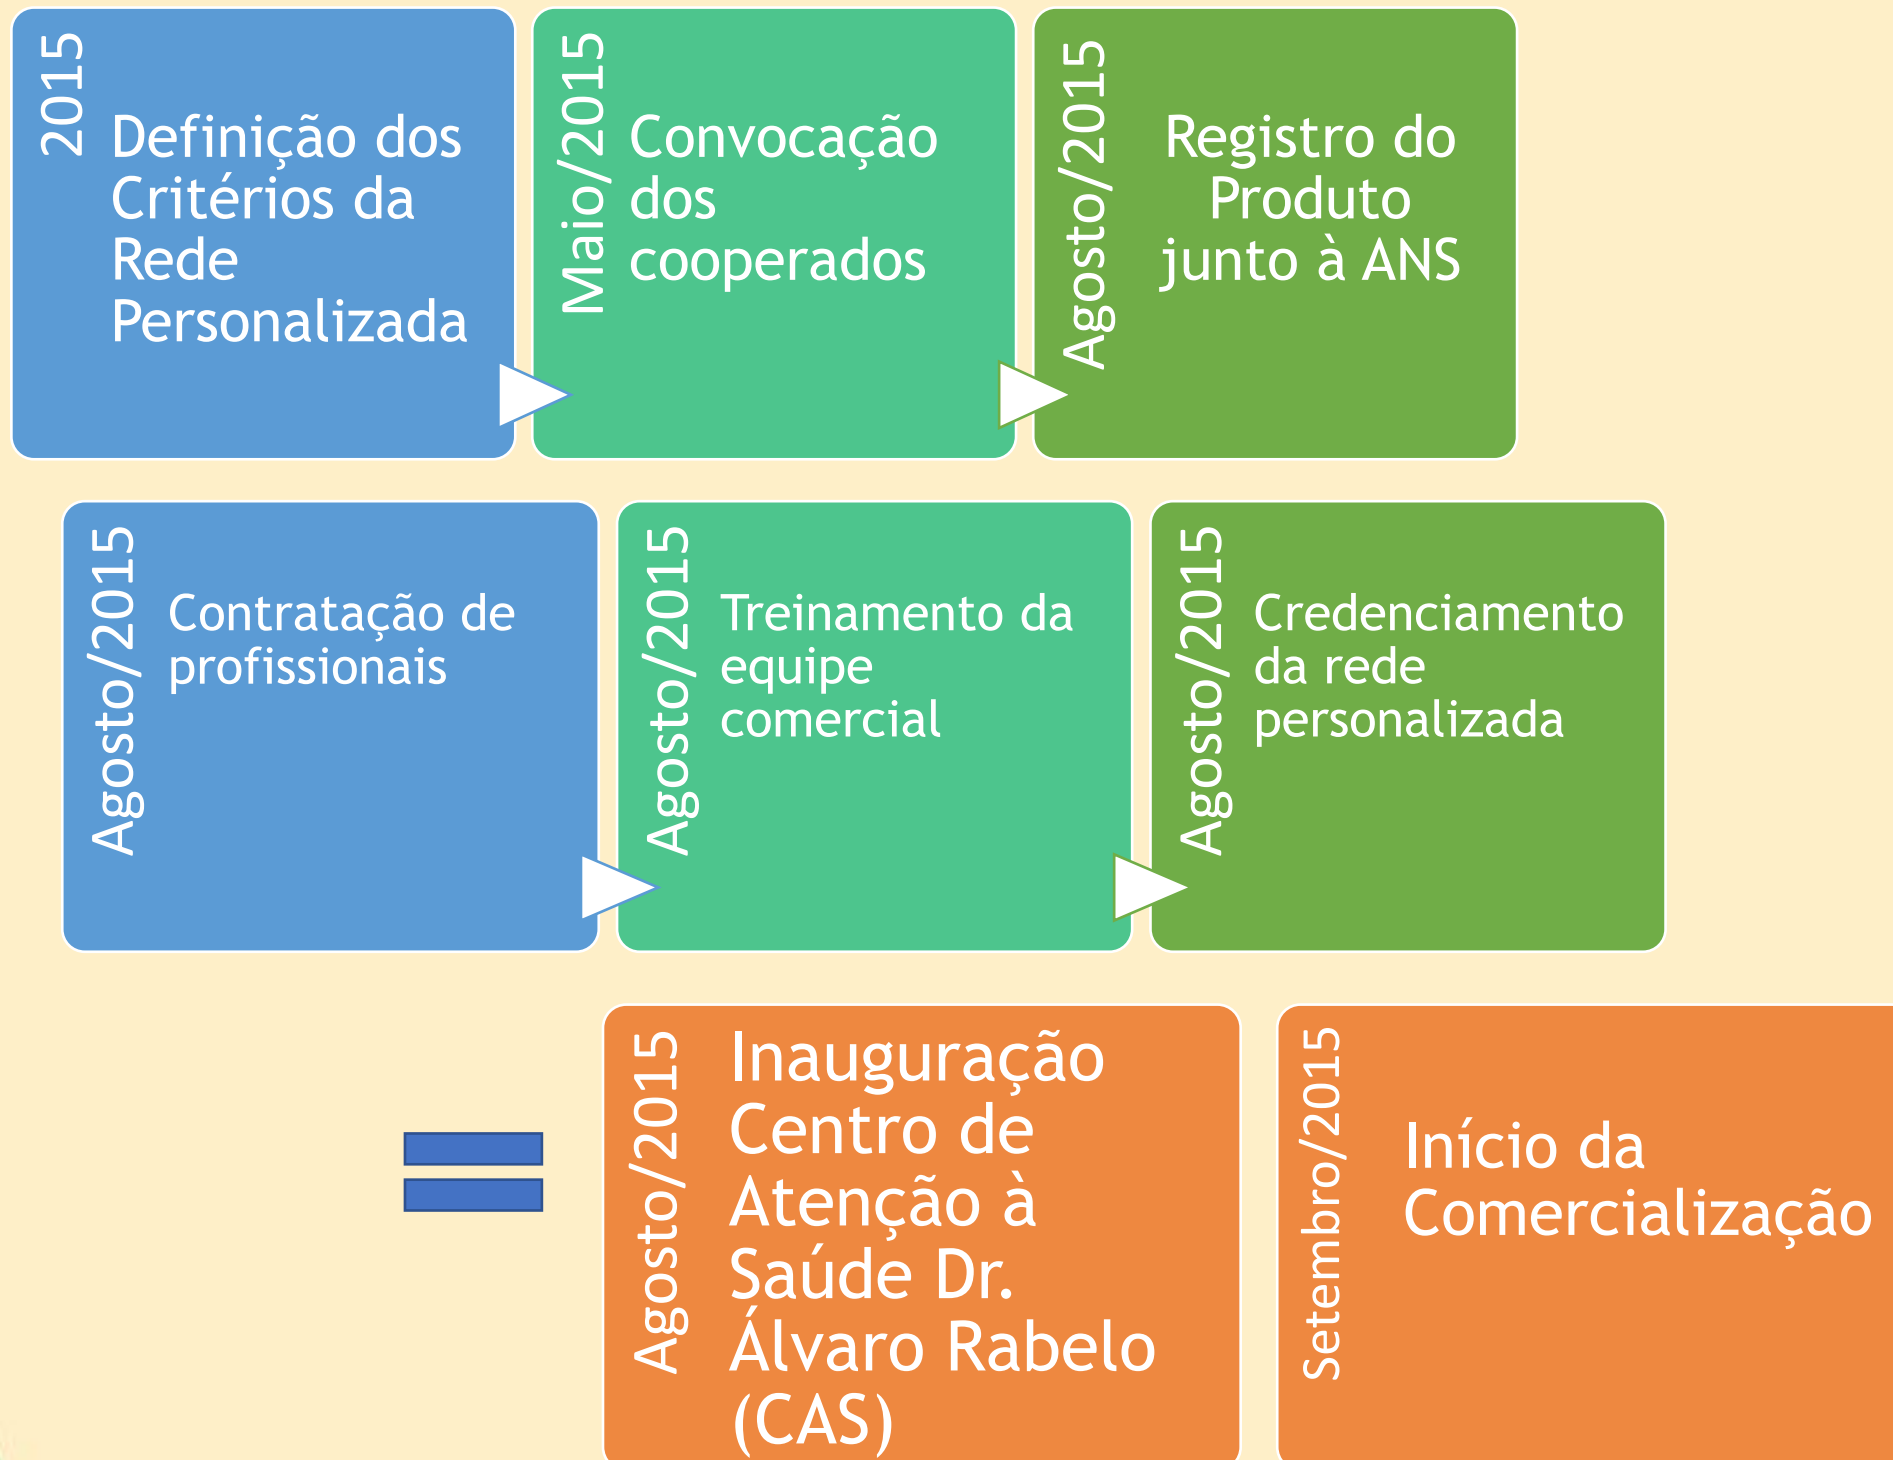 2015
Definição dos
Critérios da
Rede
Personalizada
Maio/2015
Convocação
dos
cooperados
Agosto/2015
Registro do
Produto
junto à ANS
Agosto/2015
Contratação de
profissionais
Agosto/2015
Treinamento da
equipe
comercial
Agosto/2015
Credenciamento
da rede
personalizada
Agosto/2015
Inauguração
Centro de
Atenção à
Saúde Dr.
Álvaro Rabelo
(CAS)
Setembro/2015
Início da
Comercialização